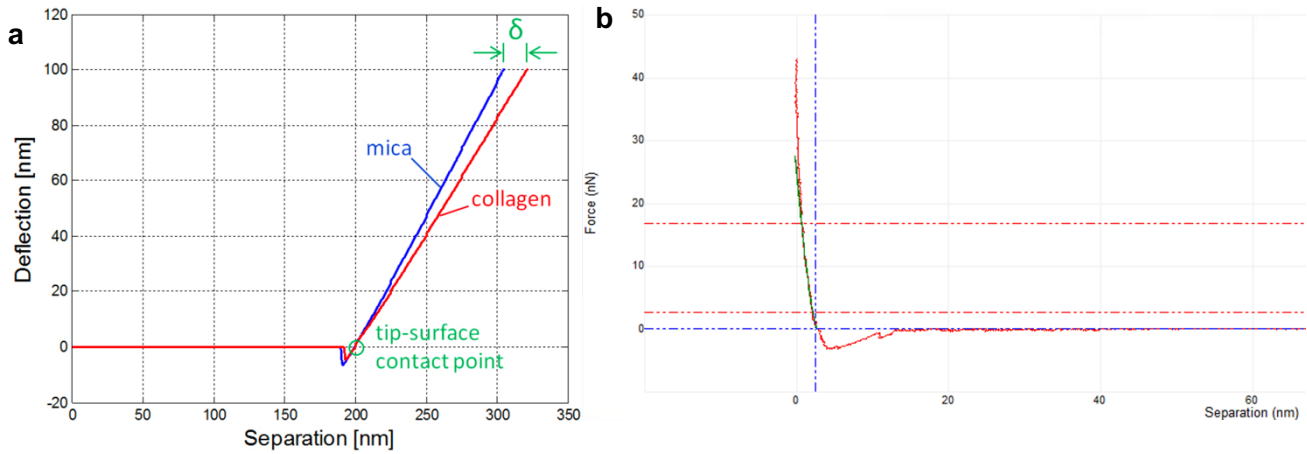 a
Deflection [nm]
120
100
80
60
40
20
0
-20
0
50
100
150
200
250
300
350
Separation [nm]
δ
mica
collagen
tip-surface
contact point
b
Force (nN)
50
40
30
20
10
0
0
20
40
60
Separation (nm)